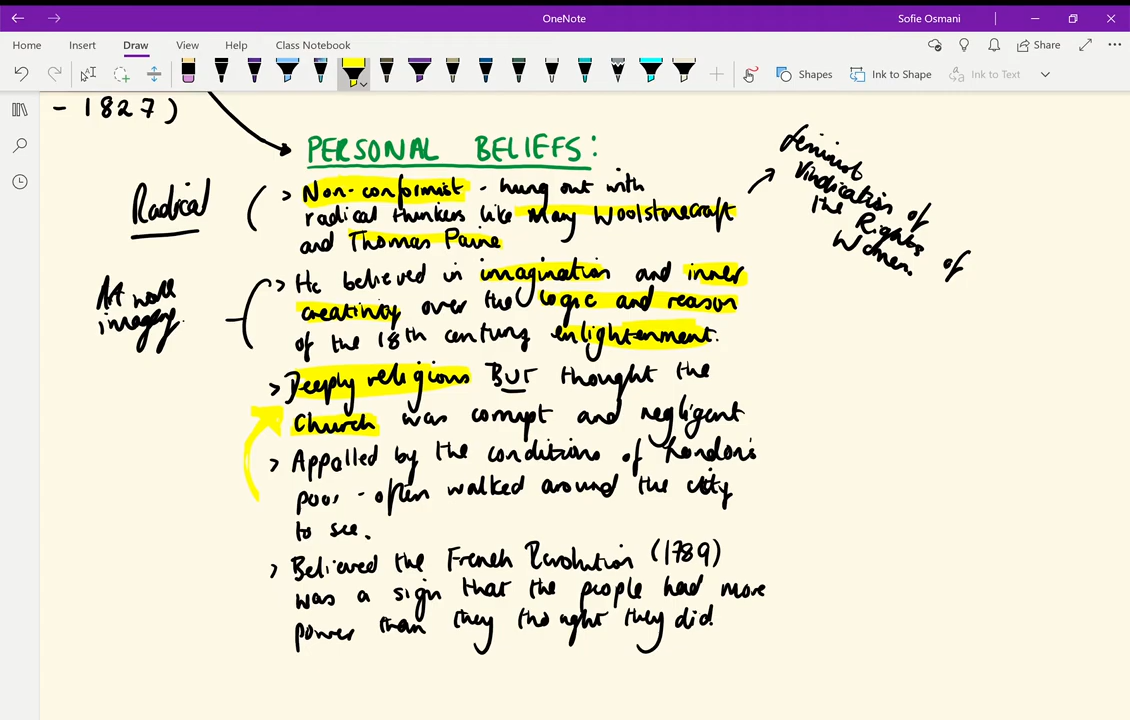 OneNote
Sofie Osmani
Home Insert Draw View Help Class Notebook
Share
Shapes
Ink to Shape
Ink to Text
- 1827)
PERSONAL BELIEFS:
Radical
> Non-conformist - hung out with
radical thinkers like Mary Woolstonecraft
and Thomas Paine
feminist
Vindication of
the Rights of
Women.
Art work
imagery.
> He believed in imagination and inner
creativity over the logic and reason
of the 18th century enlightenment.
> Deeply religious BUT thought the
Church was corrupt and negligent
> Appalled by the conditions of London's
poor - often walked around the city
to see.
> Believed the French Revolution (1789)
was a sign that the people had more
power than they thought they did.